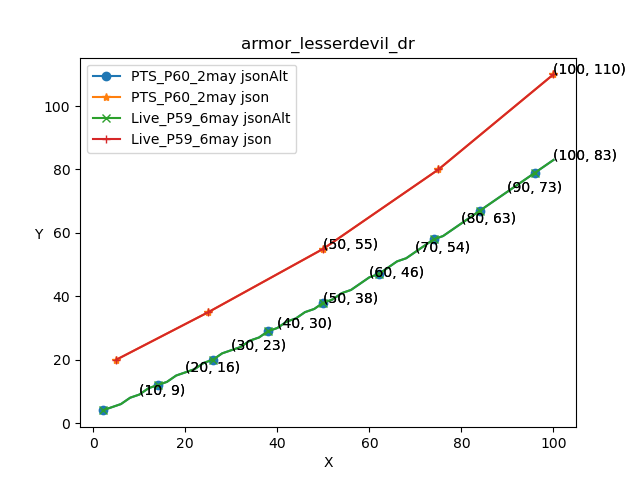 armor_lesserdevil_dr
PTS_P60_2may jsonAlt
PTS_P60_2may json
Live_P59_6may jsonAlt
Live_P59_6may json
(100, 110)
(100, 83)
(90, 73)
(80, 63)
(50, 55)
(70, 54)
(60, 46)
(50, 38)
(40, 30)
(30, 23)
(20, 16)
(10, 9)
Y
100
80
60
40
20
0
0 20 40 60 80 100
X